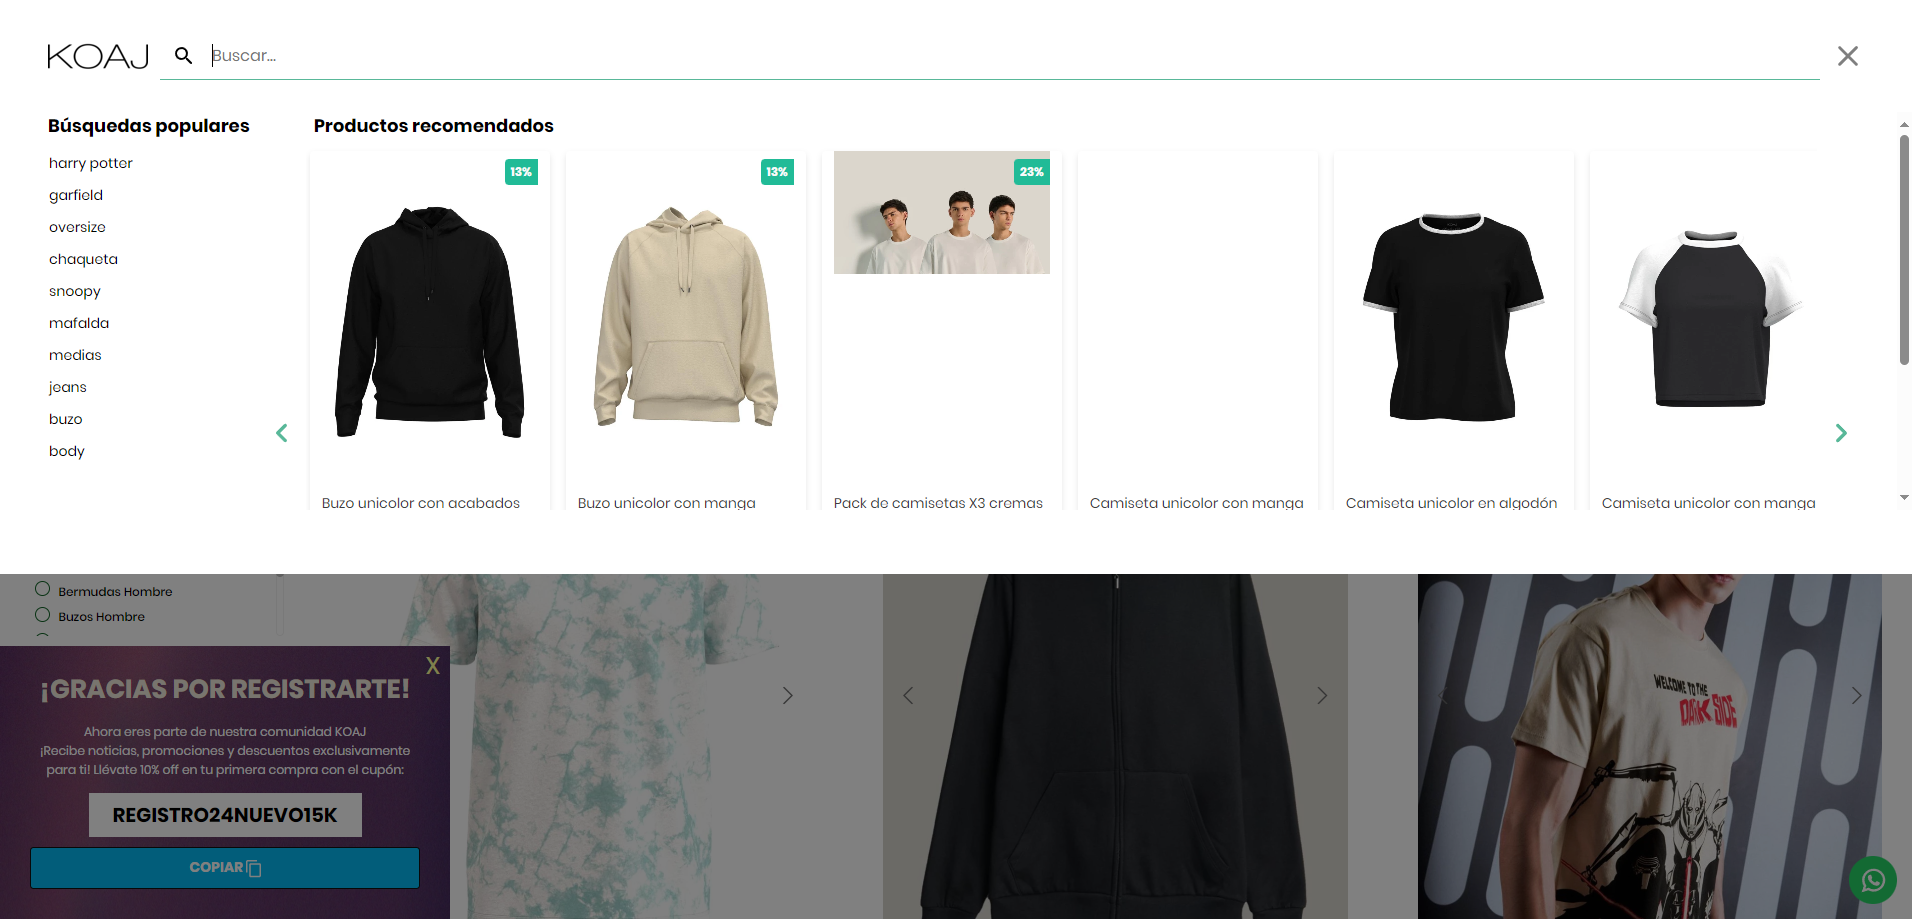 KOAJ
Buscar...
Búsquedas populares
harry potter
garfield
oversize
chaqueta
snoopy
mafalda
medias
jeans
buzo
body
Productos recomendados
13%
13%
23%
Buzo unicolor con acabados
Buzo unicolor con manga
Pack de camisetas X3 cremas
Camiseta unicolor con manga
Camiseta unicolor en algodón
Camiseta unicolor con manga
Bermudas Hombre
Buzos Hombre
X
¡GRACIAS POR REGISTRARTE!
Ahora eres parte de nuestra comunidad KOAJ
¡Recibe noticias, promociones y descuentos exclusivamente
para ti! Llévate 10% off en tu primera compra con el cupón:
REGISTRO24NUEVO15K
COPIAR
WELCOME TO THE
DARK SIDE